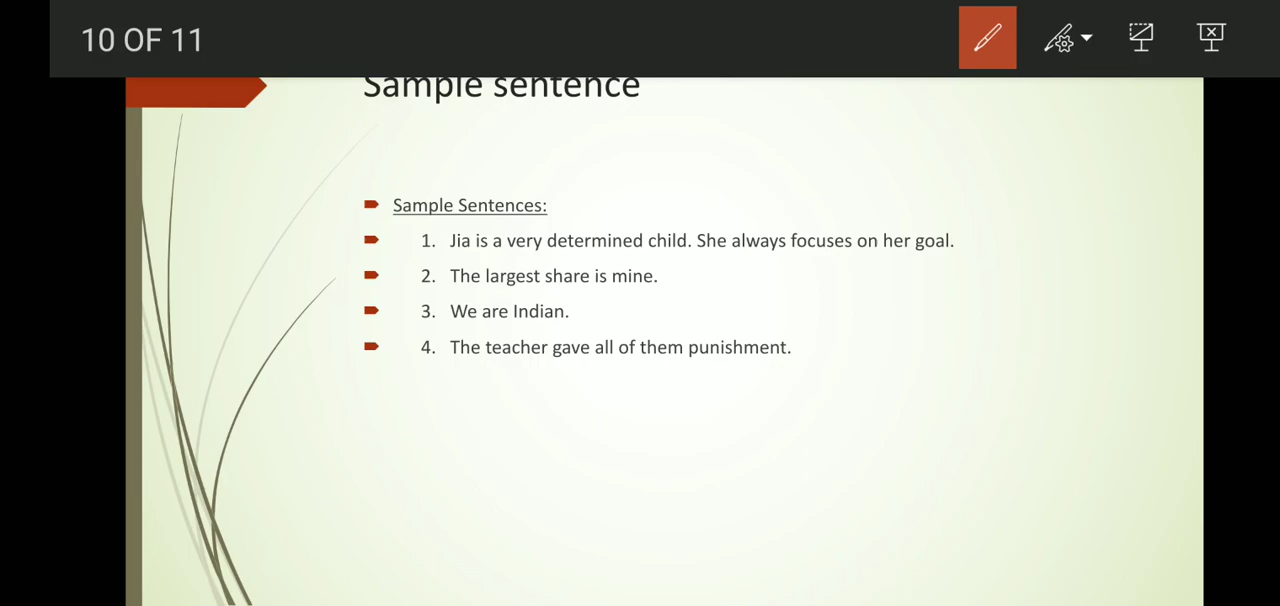 10 OF 11
Sample sentence
Sample Sentences:
1. Jia is a very determined child. She always focuses on her goal.
2. The largest share is mine.
3. We are Indian.
4. The teacher gave all of them punishment.